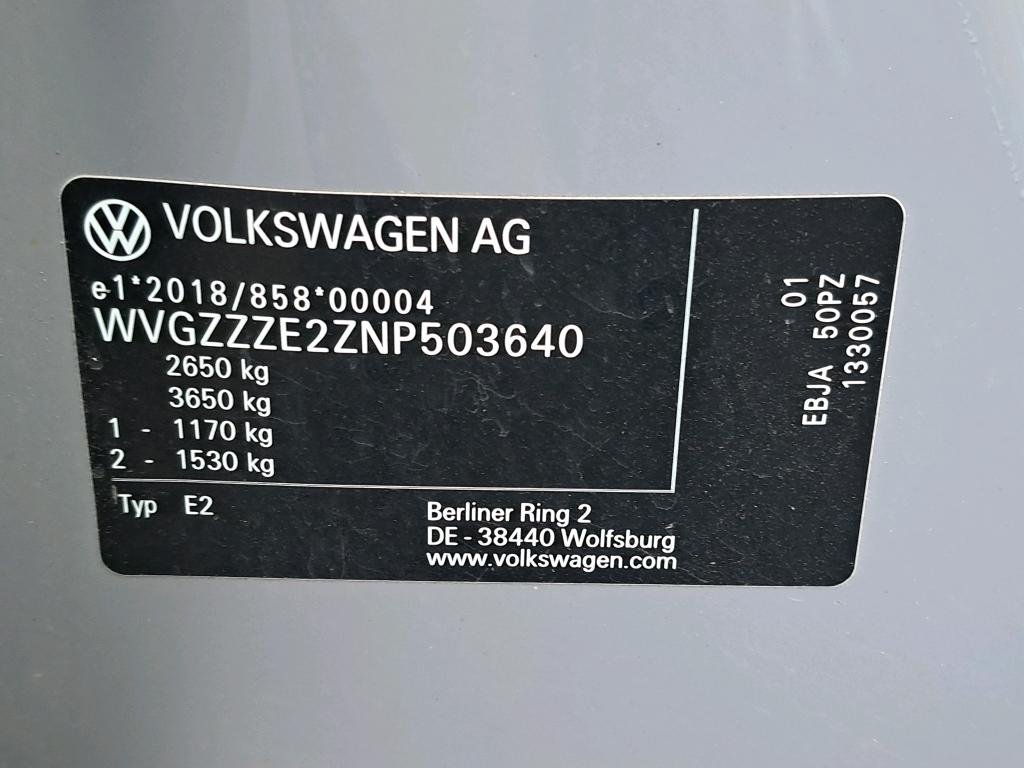 VOLKSWAGEN AG
e1*2018/858*00004
WVGZZZE2ZNP503640
2650 kg
3650 kg
1 - 1170 kg
2 - 1530 kg
Typ E2
Berliner Ring 2
DE - 38440 Wolfsburg
www.volkswagen.com
01
EBJA 50PZ
1330057